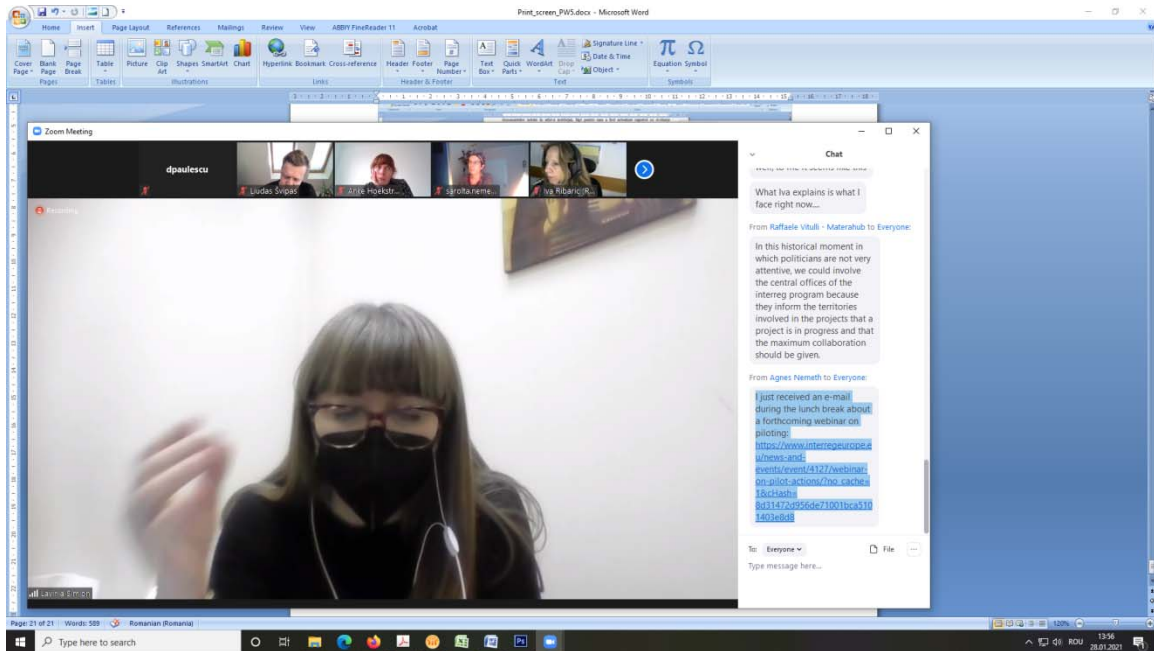 Print_screen_PW5.docx - Microsoft Word
Home Insert Page Layout References Mailings Review View ABBYY FineReader 11 Acrobat
Cover Page Blank Page Page Break Table Picture Clip Art Shapes SmartArt Chart Hyperlink Bookmark Cross-reference Header Footer Page Number Text Box Quick Parts WordArt Drop Cap Signature Line Date & Time Object Equation Symbol
Pages Tables Illustrations Links Header & Footer Text Symbols
Zoom Meeting
dpaulescu
Liudas Švipas
Anke Hoekstr...
sarolta.neme...
Iva Ribarić (R...
Recording
Lavinia Simion
Chat
What Iva explains is what I
face right now....
From Raffaele Vitulli - Materahub to Everyone:
In this historical moment in
which politicians are not very
attentive, we could involve
the central offices of the
interreg program because
they inform the territories
involved in the projects that a
project is in progress and that
the maximum collaboration
should be given.
From Agnes Nemeth to Everyone:
I just received an e-mail
during the lunch break about
a forthcoming webinar on
piloting:
https://www.interregeurope.e
u/news-and-
events/event/4127/webinar-
on-pilot-actions/?no_cache=
1&cHash=
8d31472d956de71001bca510
1403e8d8
To: Everyone File
Type message here...
Page: 21 of 21 Words: 589 Romanian (Romania) 120%
Type here to search
ROU 13:56
28.01.2021